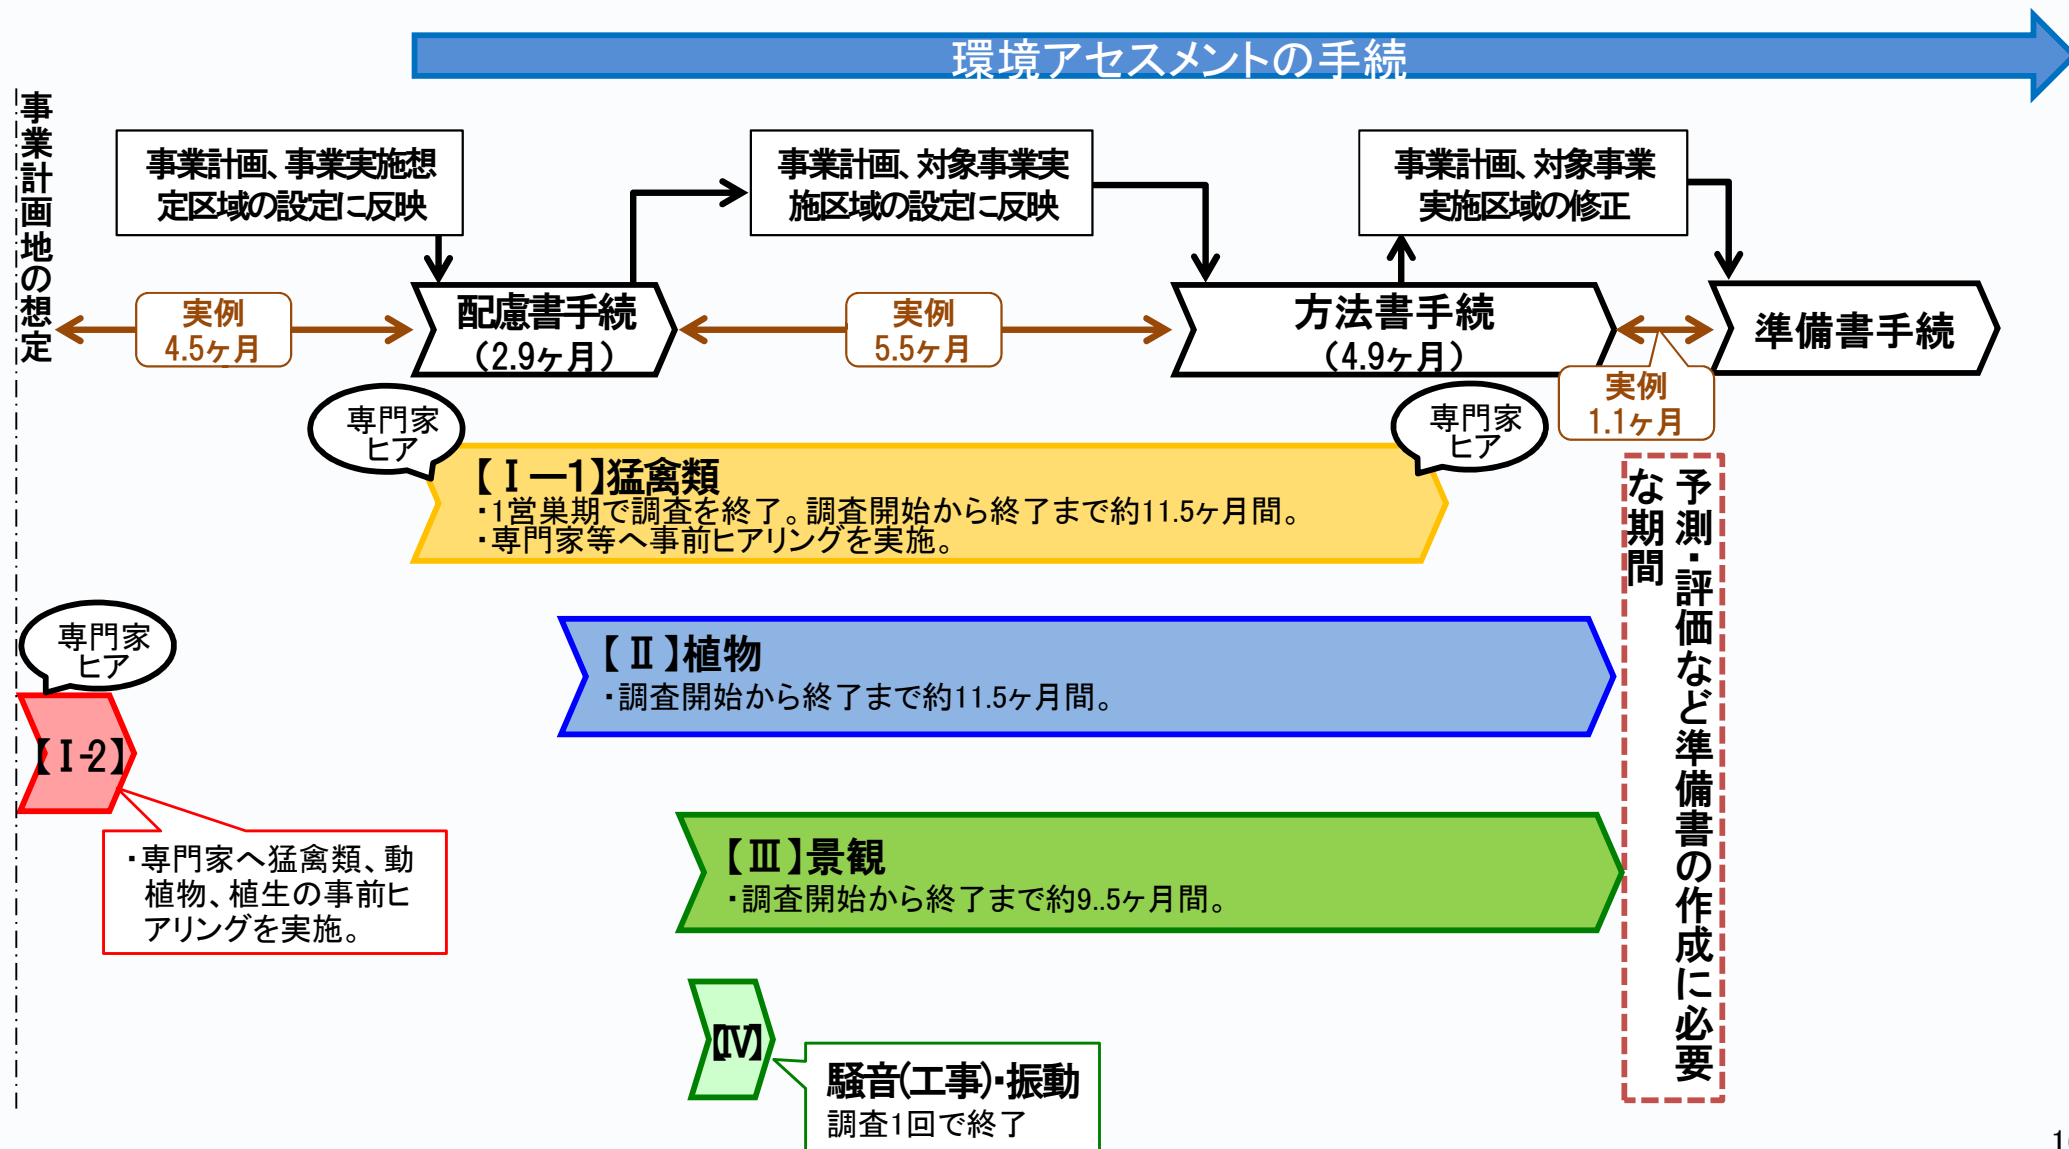 環境アセスメントの手続
事業計画地の想定
事業計画、事業実施想
定区域の設定に反映
事業計画、対象事業実
施区域の設定に反映
事業計画、対象事業
実施区域の修正
実例
4.5ヶ月
配慮書手続
（2.9ヶ月）
実例
5.5ヶ月
方法書手続
（4.9ヶ月）
実例
1.1ヶ月
準備書手続
専門家
ヒア
専門家
ヒア
【Ⅰ―1】猛禽類
・1営巣期で調査を終了。調査開始から終了まで約11.5ヶ月間。
・専門家等へ事前ヒアリングを実施。
予測・評価など準備書の作成に必要
な期間
専門家
ヒア
【Ⅰ-2】
・専門家へ猛禽類、動
植物、植生の事前ヒ
アリングを実施。
【Ⅱ】植物
・調査開始から終了まで約11.5ヶ月間。
【Ⅲ】景観
・調査開始から終了まで約9..5ヶ月間。
【Ⅳ】
騒音(工事)・振動
調査1回で終了